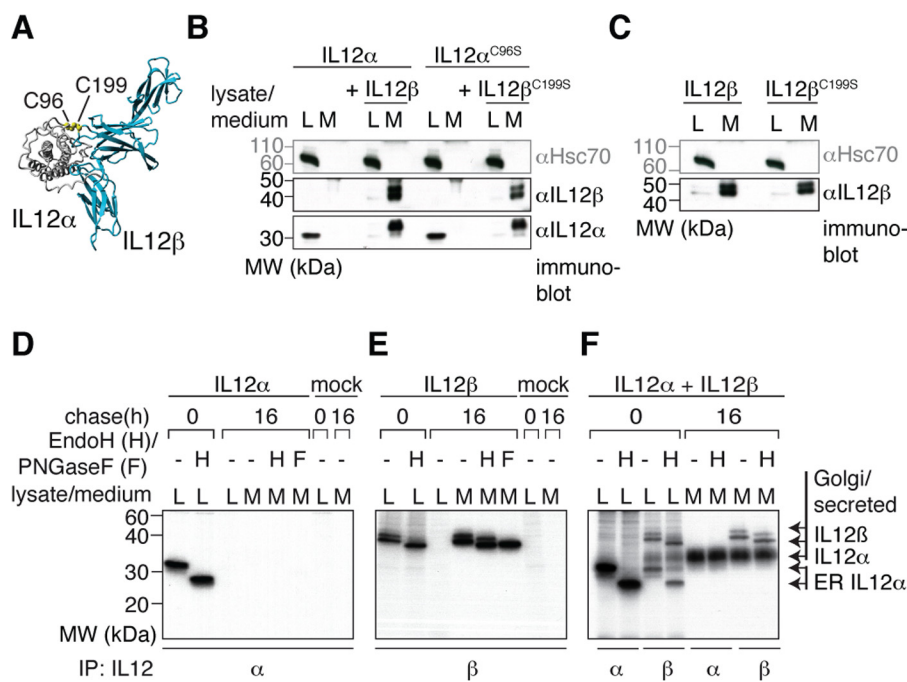 A
C96
C199
IL12α
IL12β
B
IL12α IL12α^C96S
+ IL12β + IL12β^C199S
lysate/
medium L M L M L M L M
110
60 αHsc70
50
40 αIL12β
30 αIL12α
MW (kDa) immuno-
blot
C
IL12β IL12β^C199S
L M L M
110
60 αHsc70
50
40 αIL12β
MW (kDa) immuno-
blot
D
IL12α mock
chase(h) 0 16 0 16
EndoH (H)/
PNGaseF (F) - H - - H F - -
lysate/medium L L L M M M L M
60
40
30
20
MW (kDa)
IP: IL12 α
E
IL12β mock
0 16 0 16
- H - - H F - -
L L L M M M L M
β
F
IL12α + IL12β
0 16
- H - H - H - H
L L L L M M M M
Golgi/
secreted
IL12ß
IL12α
ER IL12α
α β α β